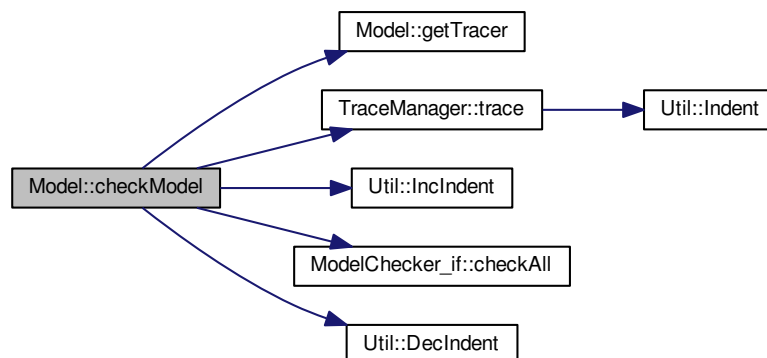 Model::getTracer
TraceManager::trace
Util::Indent
Model::checkModel
Util::IncIndent
ModelChecker_if::checkAll
Util::DecIndent